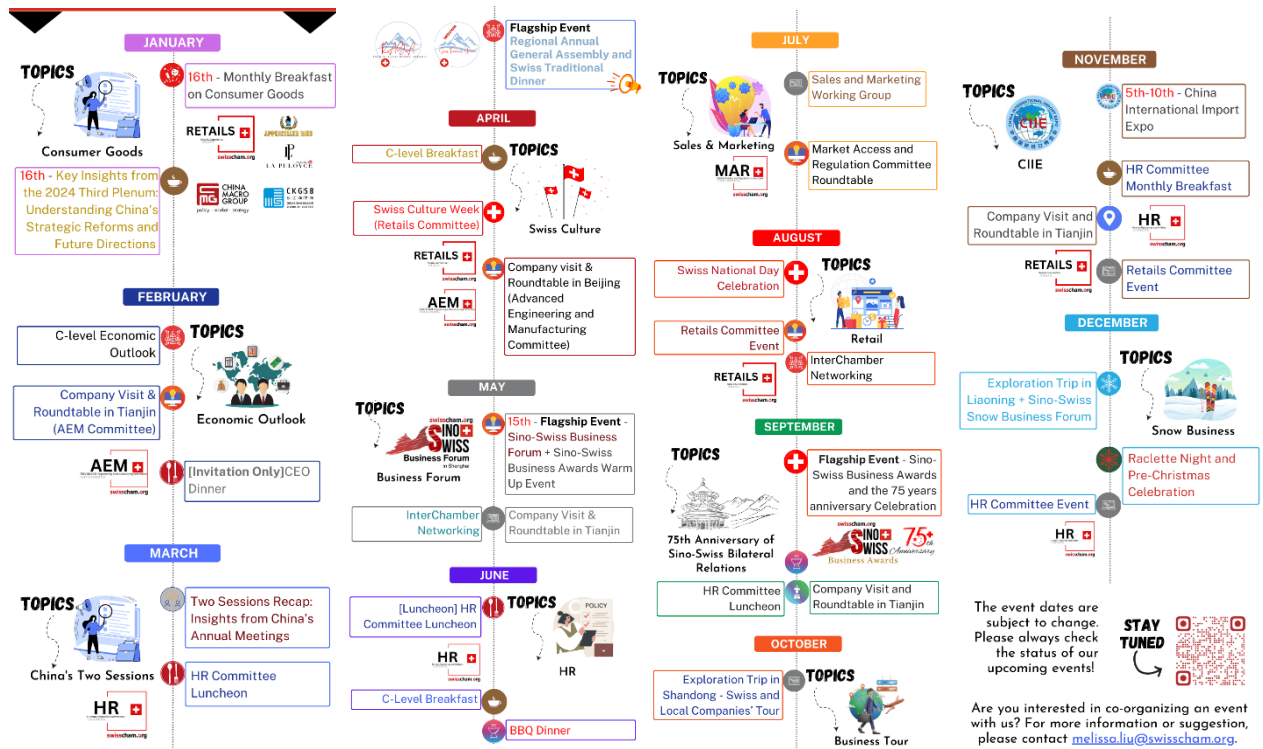 JANUARY
TOPICS
Consumer Goods
16th - Monthly Breakfast
on Consumer Goods
RETAILS
swisscham.org
APPENZELLER BIER
LA PULOVCE
16th - Key Insights from
the 2024 Third Plenum:
Understanding China's
Strategic Reforms and
Future Directions
CMG CHINA
MACRO
GROUP
policy market strategy
CKGSB
FEBRUARY
C-level Economic
Outlook
TOPICS
Economic Outlook
Company Visit &
Roundtable in Tianjin
(AEM Committee)
AEM
swisscham.org
[Invitation Only]CEO
Dinner
MARCH
TOPICS
China's Two Sessions
Two Sessions Recap:
Insights from China's
Annual Meetings
HR Committee
Luncheon
HR
swisscham.org
Flagship Event
Regional Annual
General Assembly and
Swiss Traditional
Dinner
APRIL
C-level Breakfast
TOPICS
Swiss Culture
Swiss Culture Week
(Retails Committee)
RETAILS
swisscham.org
AEM
swisscham.org
Company visit &
Roundtable in Beijing
(Advanced
Engineering and
Manufacturing
Committee)
MAY
TOPICS
swisscham.org
SINO
SWISS
Business Forum
in Shanghai
Business Forum
15th - Flagship Event -
Sino-Swiss Business
Forum + Sino-Swiss
Business Awards Warm
Up Event
InterChamber
Networking
Company Visit &
Roundtable in Tianjin
JUNE
[Luncheon] HR
Committee Luncheon
TOPICS
POLICY
HR
HR
swisscham.org
C-Level Breakfast
BBQ Dinner
JULY
TOPICS
Sales & Marketing
Sales and Marketing
Working Group
MAR
swisscham.org
Market Access and
Regulation Committee
Roundtable
AUGUST
Swiss National Day
Celebration
TOPICS
Retail
Retails Committee
Event
RETAILS
swisscham.org
InterChamber
Networking
SEPTEMBER
TOPICS
75th Anniversary of
Sino-Swiss Bilateral
Relations
Flagship Event - Sino-
Swiss Business Awards
and the 75 years
anniversary Celebration
swisscham.org
SINO
SWISS
Business Awards
75th
Anniversary
HR Committee
Luncheon
Company Visit and
Roundtable in Tianjin
OCTOBER
Exploration Trip in
Shandong - Swiss and
Local Companies' Tour
TOPICS
Business Tour
NOVEMBER
TOPICS
CIIE
CIIE
CIIE
5th-10th - China
International Import
Expo
HR Committee
Monthly Breakfast
Company Visit and
Roundtable in Tianjin
HR
swisscham.org
RETAILS
swisscham.org
Retails Committee
Event
DECEMBER
TOPICS
Snow Business
Exploration Trip in
Liaoning + Sino-Swiss
Snow Business Forum
Raclette Night and
Pre-Christmas
Celebration
HR Committee Event
HR
swisscham.org
The event dates are
subject to change.
Please always check
the status of our
upcoming events!
STAY
TUNED
Are you interested in co-organizing an event
with us? For more information or suggestion,
please contact melissa.liu@swisscham.org.